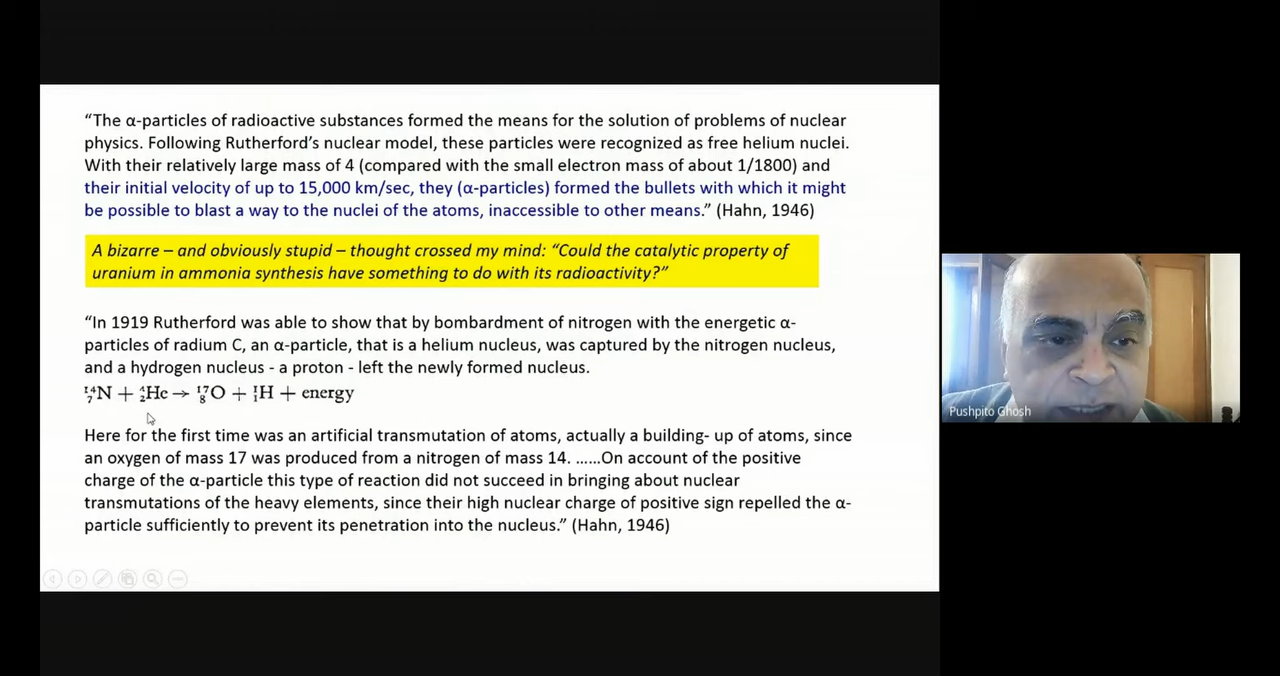 “The α-particles of radioactive substances formed the means for the solution of problems of nuclear
physics. Following Rutherford’s nuclear model, these particles were recognized as free helium nuclei.
With their relatively large mass of 4 (compared with the small electron mass of about 1/1800) and
their initial velocity of up to 15,000 km/sec, they (α-particles) formed the bullets with which it might
be possible to blast a way to the nuclei of the atoms, inaccessible to other means.” (Hahn, 1946)
A bizarre – and obviously stupid – thought crossed my mind: “Could the catalytic property of
uranium in ammonia synthesis have something to do with its radioactivity?”
“In 1919 Rutherford was able to show that by bombardment of nitrogen with the energetic α-
particles of radium C, an α-particle, that is a helium nucleus, was captured by the nitrogen nucleus,
and a hydrogen nucleus - a proton - left the newly formed nucleus.
¹⁴₇N + ⁴₂He → ¹⁷₈O + ¹₁H + energy
Here for the first time was an artificial transmutation of atoms, actually a building- up of atoms, since
an oxygen of mass 17 was produced from a nitrogen of mass 14. ......On account of the positive
charge of the α-particle this type of reaction did not succeed in bringing about nuclear
transmutations of the heavy elements, since their high nuclear charge of positive sign repelled the α-
particle sufficiently to prevent its penetration into the nucleus.” (Hahn, 1946)
Pushpito Ghosh